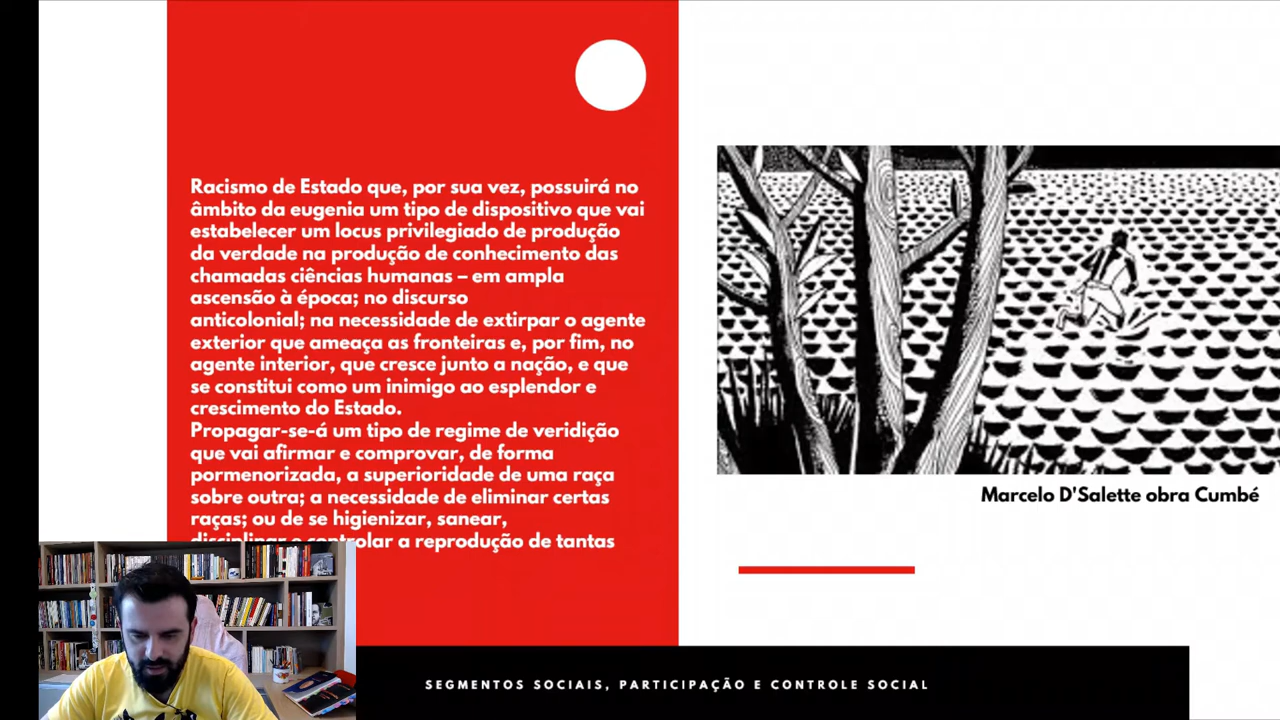 Racismo de Estado que, por sua vez, possuirá no
âmbito da eugenia um tipo de dispositivo que vai
estabelecer um locus privilegiado de produção
da verdade na produção de conhecimento das
chamadas ciências humanas – em ampla
ascensão à época; no discurso
anticolonial; na necessidade de extirpar o agente
exterior que ameaça as fronteiras e, por fim, no
agente interior, que cresce junto a nação, e que
se constitui como um inimigo ao esplendor e
crescimento do Estado.
Propagar-se-á um tipo de regime de veridição
que vai afirmar e comprovar, de forma
pormenorizada, a superioridade de uma raça
sobre outra; a necessidade de eliminar certas
raças; ou de se higienizar, sanear,
disciplinar e controlar a reprodução de tantas
Marcelo D'Salette obra Cumbé
SEGMENTOS SOCIAIS, PARTICIPAÇÃO E CONTROLE SOCIAL